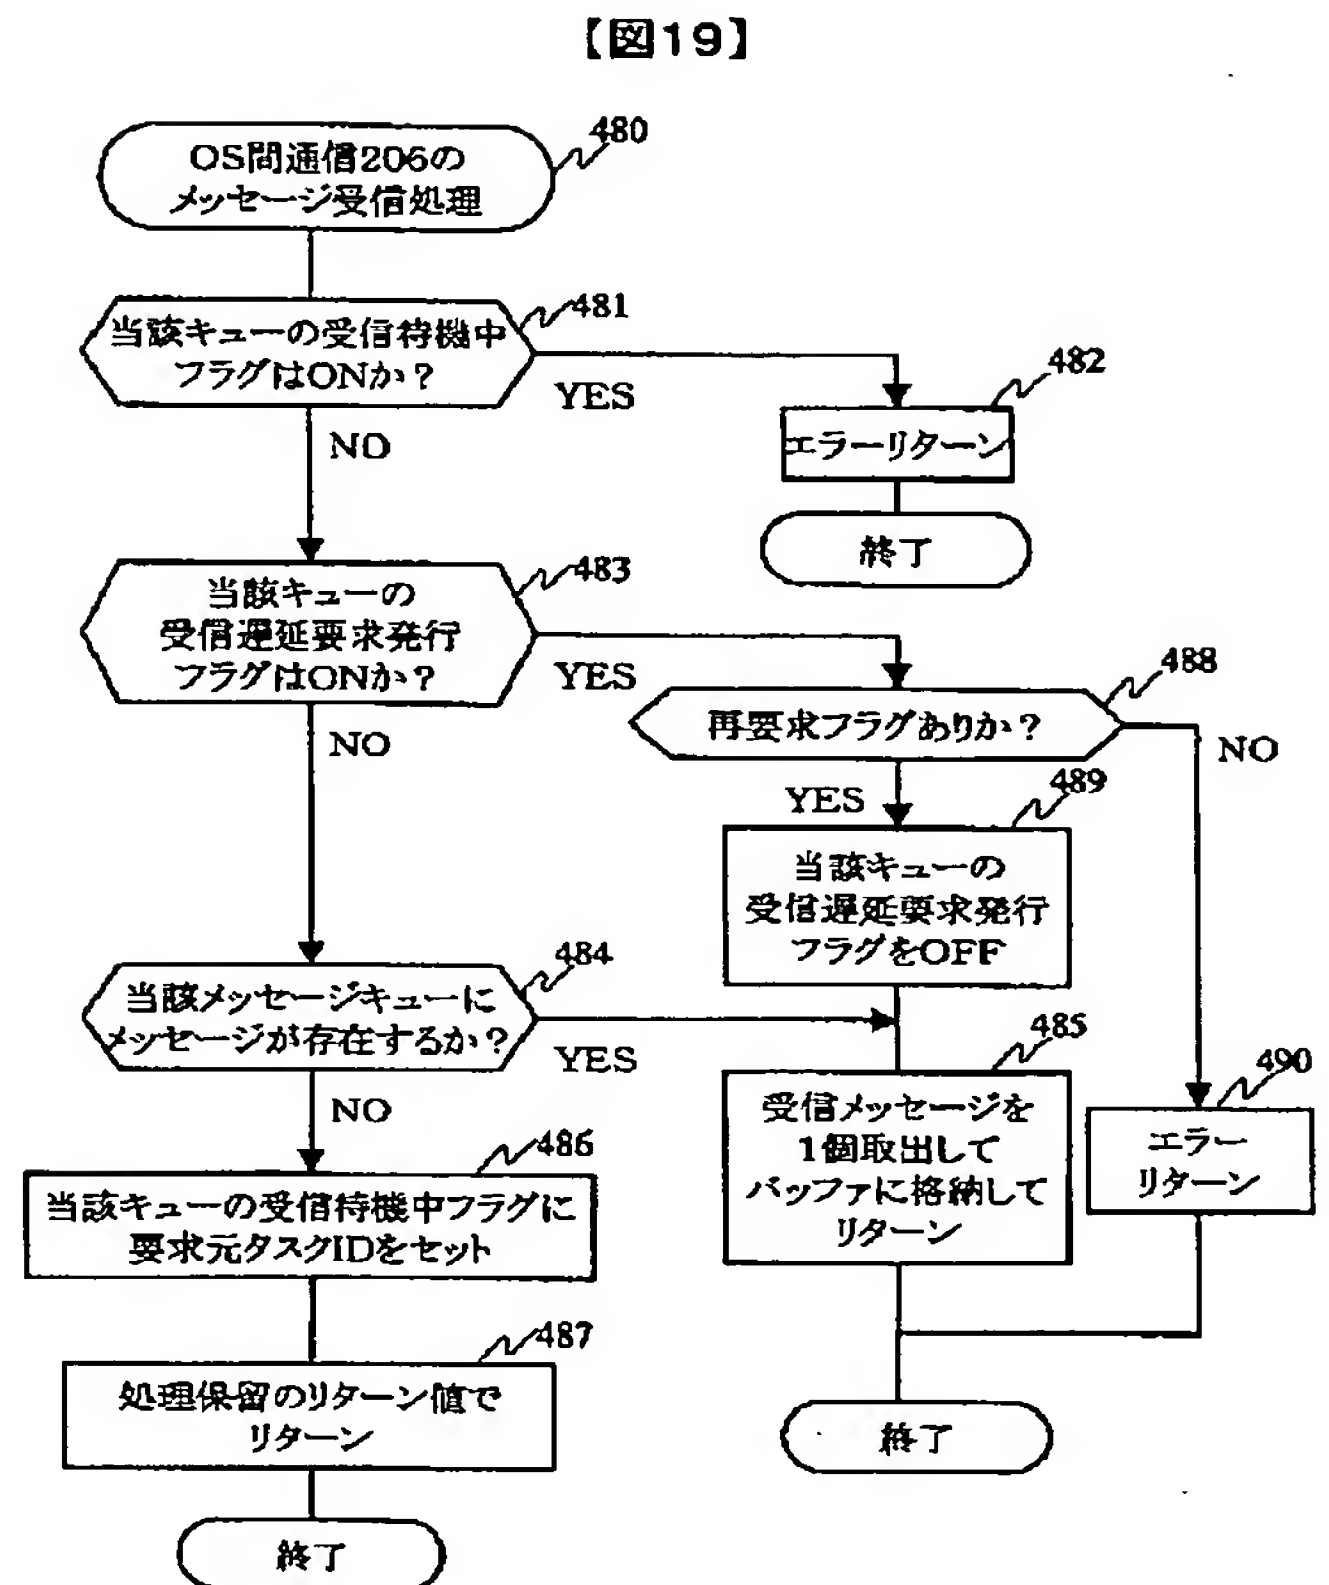 【図19】
480
OS間通信206の
メッセージ受信処理
481
当該キューの受信待機中
フラグはONか？
YES
NO
482
エラーリターン
終了
483
当該キューの
受信遅延要求発行
フラグはONか？
YES
NO
488
再要求フラグありか？
NO
YES
489
当該キューの
受信遅延要求発行
フラグをOFF
484
当該メッセージキューに
メッセージが存在するか？
YES
NO
485
受信メッセージを
1個取出して
バッファに格納して
リターン
490
エラー
リターン
486
当該キューの受信待機中フラグに
要求元タスクIDをセット
487
処理保留のリターン値で
リターン
終了
終了